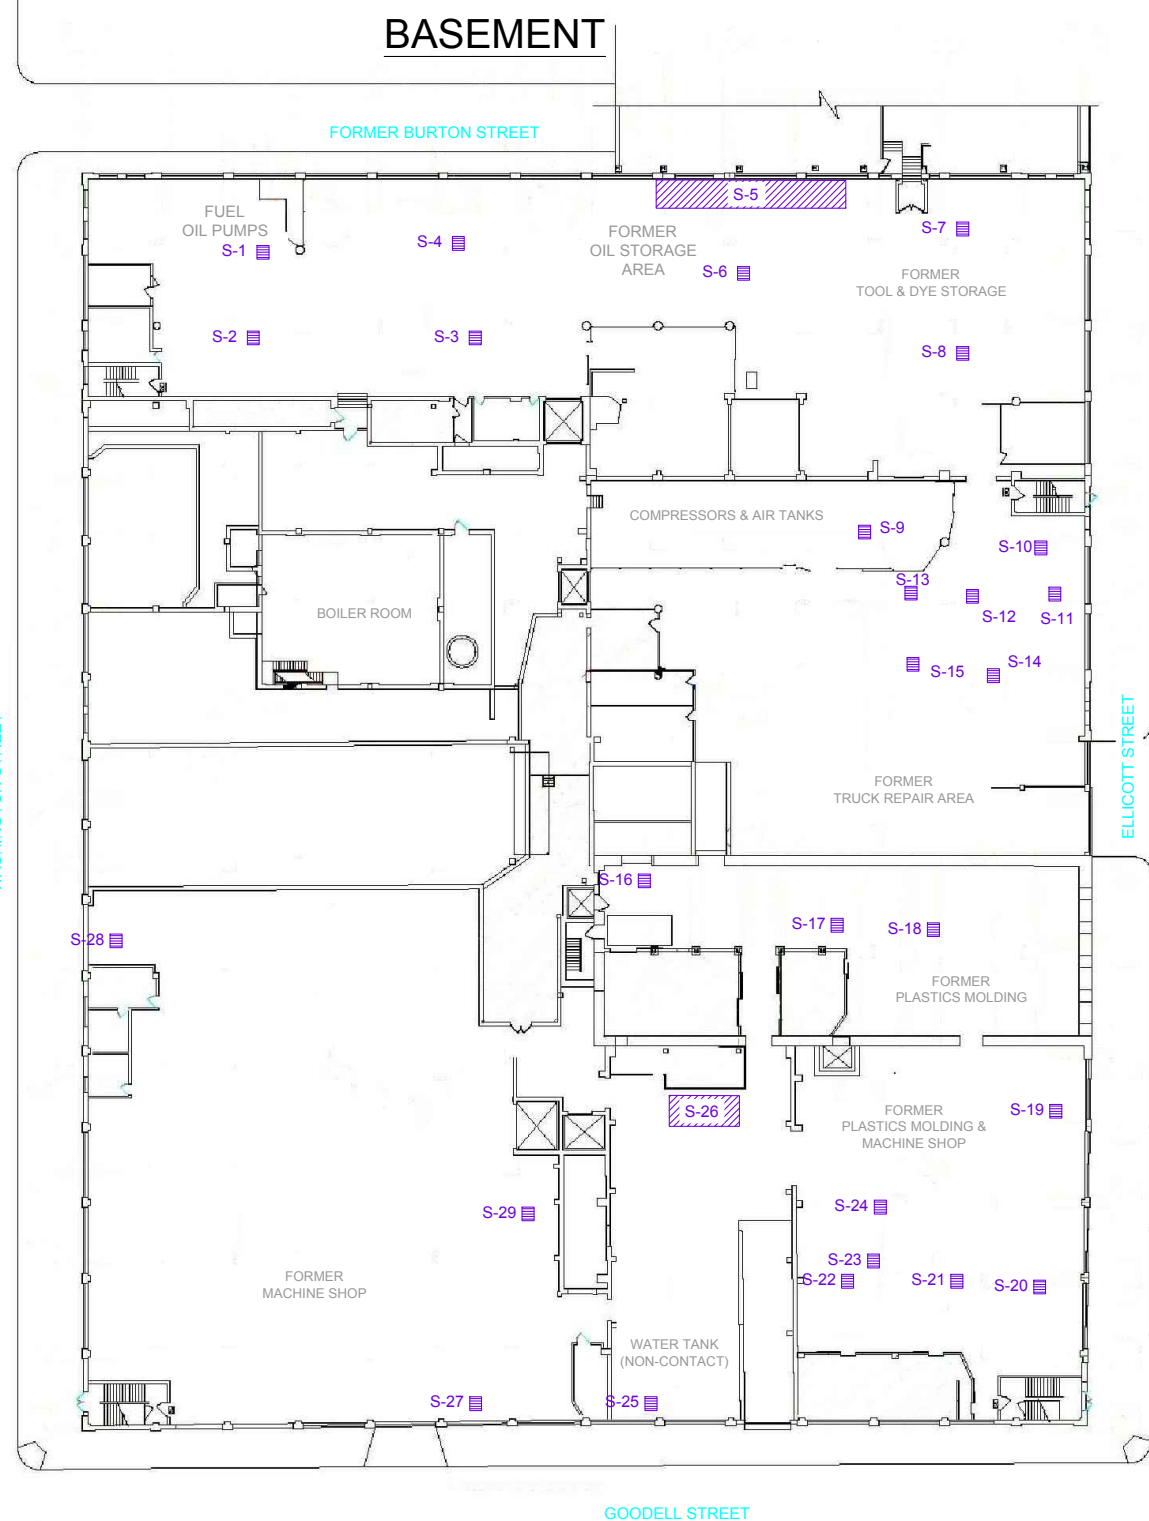 BASEMENT
FORMER BURTON STREET
S-5
FUEL
OIL PUMPS
S-1
S-4
FORMER
OIL STORAGE
AREA
S-6
S-7
FORMER
TOOL & DYE STORAGE
S-2
S-3
S-8
COMPRESSORS & AIR TANKS
S-9
S-10
S-13
S-12
S-11
BOILER ROOM
S-15
S-14
ELLICOTT STREET
FORMER
TRUCK REPAIR AREA
S-16
S-17
S-18
S-28
FORMER
PLASTICS MOLDING
S-26
FORMER
PLASTICS MOLDING &
MACHINE SHOP
S-19
S-29
S-24
S-23
S-22
S-21
S-20
FORMER
MACHINE SHOP
WATER TANK
(NON-CONTACT)
S-27
S-25
GOODELL STREET